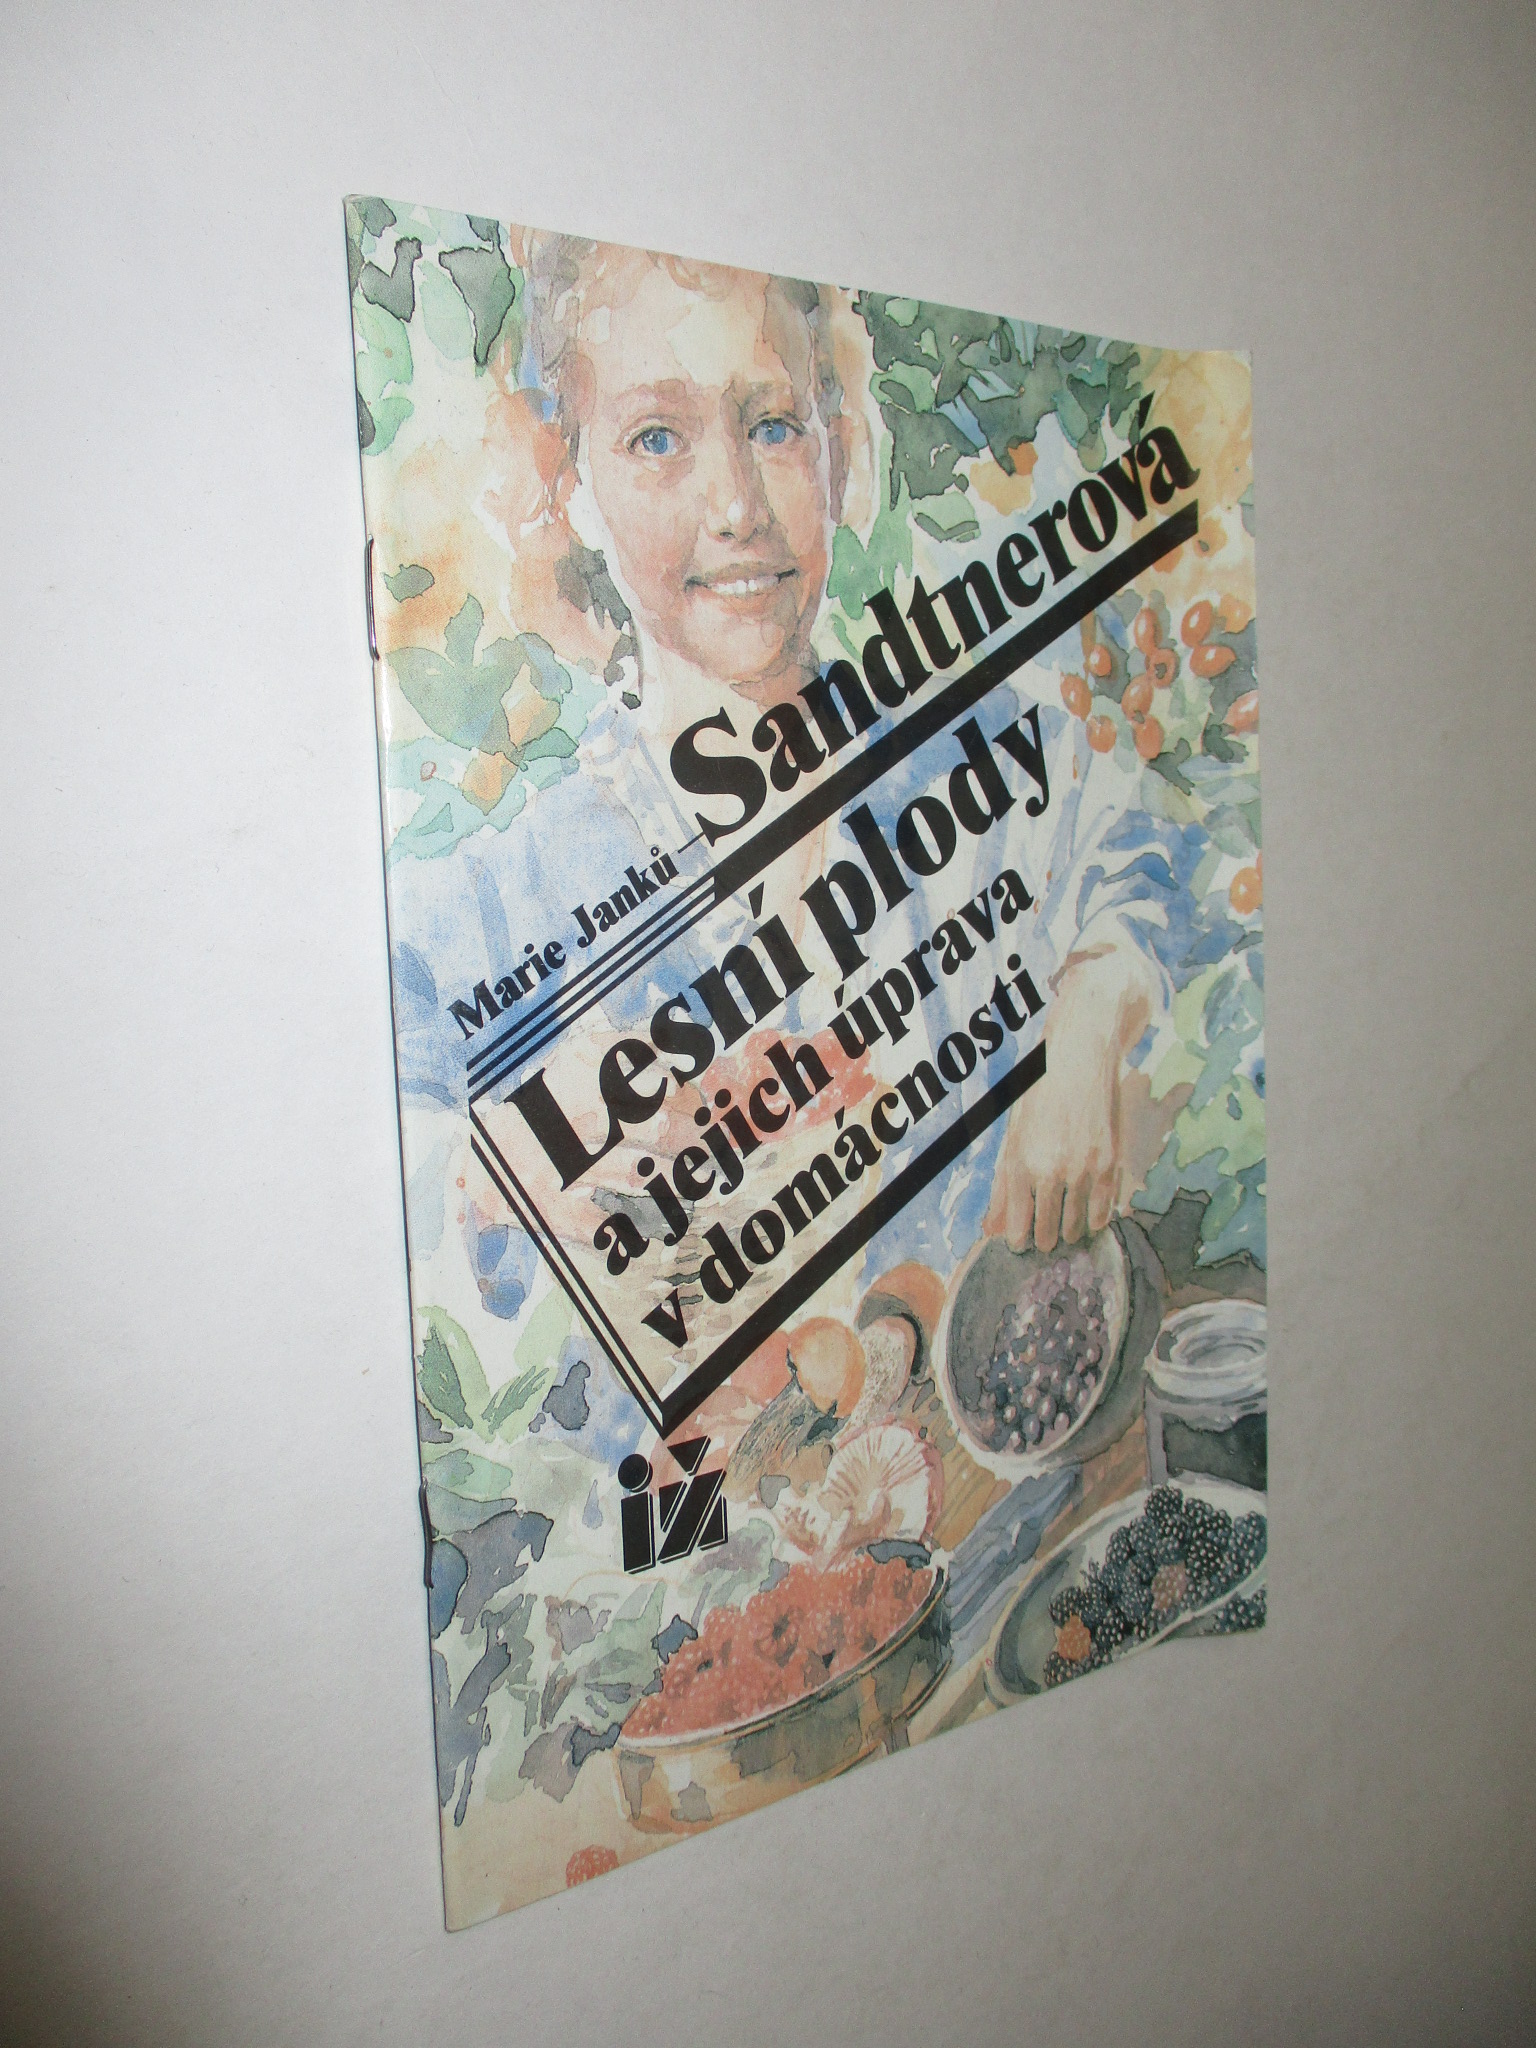 Marie Janků-Sandtnerová
Lesní plody
a jejich úprava
v domácnosti
iž